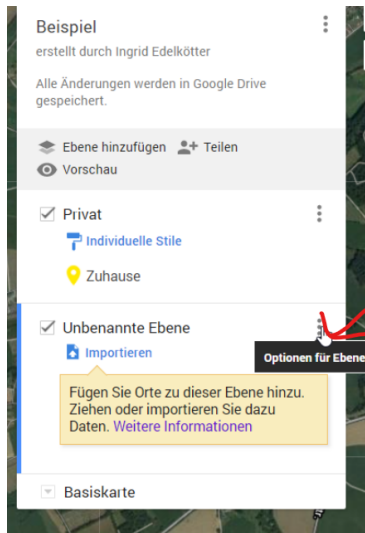 Beispiel
erstellt durch Ingrid Edelkötter
Alle Änderungen werden in Google Drive
gespeichert.
Ebene hinzufügen Teilen
Vorschau
Privat
Individuelle Stile
Zuhause
Unbenannte Ebene
Importieren
Optionen für Ebene
Fügen Sie Orte zu dieser Ebene hinzu.
Ziehen oder importieren Sie dazu
Daten. Weitere Informationen
Basiskarte